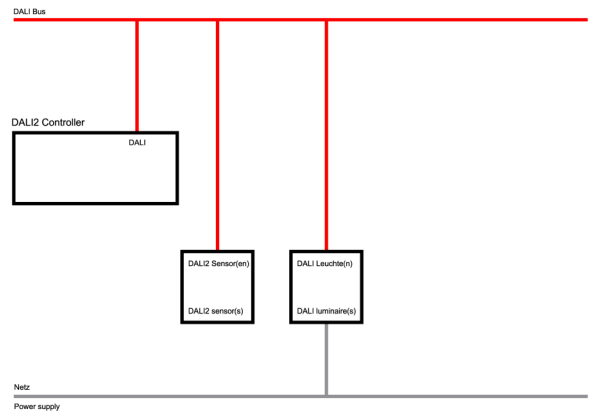 DALI Bus
DALI2 Controller
DALI
DALI2 Sensor(en)
DALI2 sensor(s)
DALI Leuchte(n)
DALI luminaire(s)
Netz
Power supply